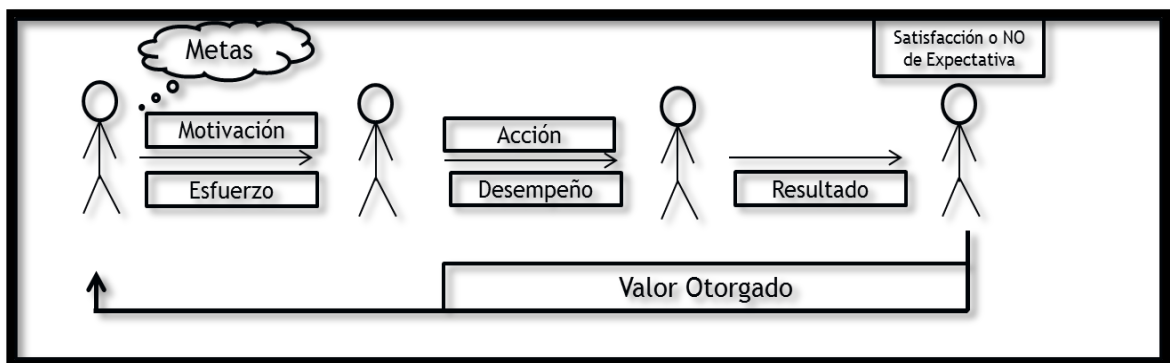 Metas
Satisfacción o NO
de Expectativa
Motivación
Acción
Esfuerzo
Desempeño
Resultado
Valor Otorgado